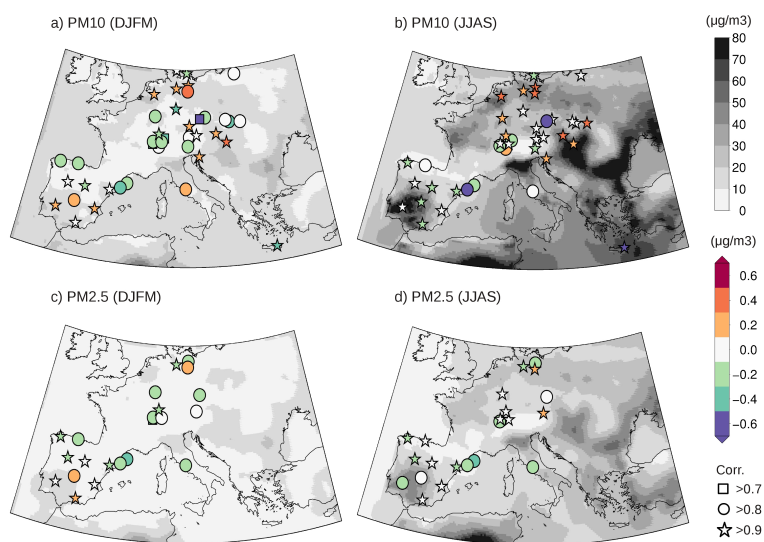 a) PM10 (DJFM)
b) PM10 (JJAS)
(µg/m3)
80
70
60
50
40
30
20
10
0
(µg/m3)
0.6
0.4
0.2
0.0
−0.2
−0.4
−0.6
c) PM2.5 (DJFM)
d) PM2.5 (JJAS)
Corr.
>0.7
>0.8
>0.9